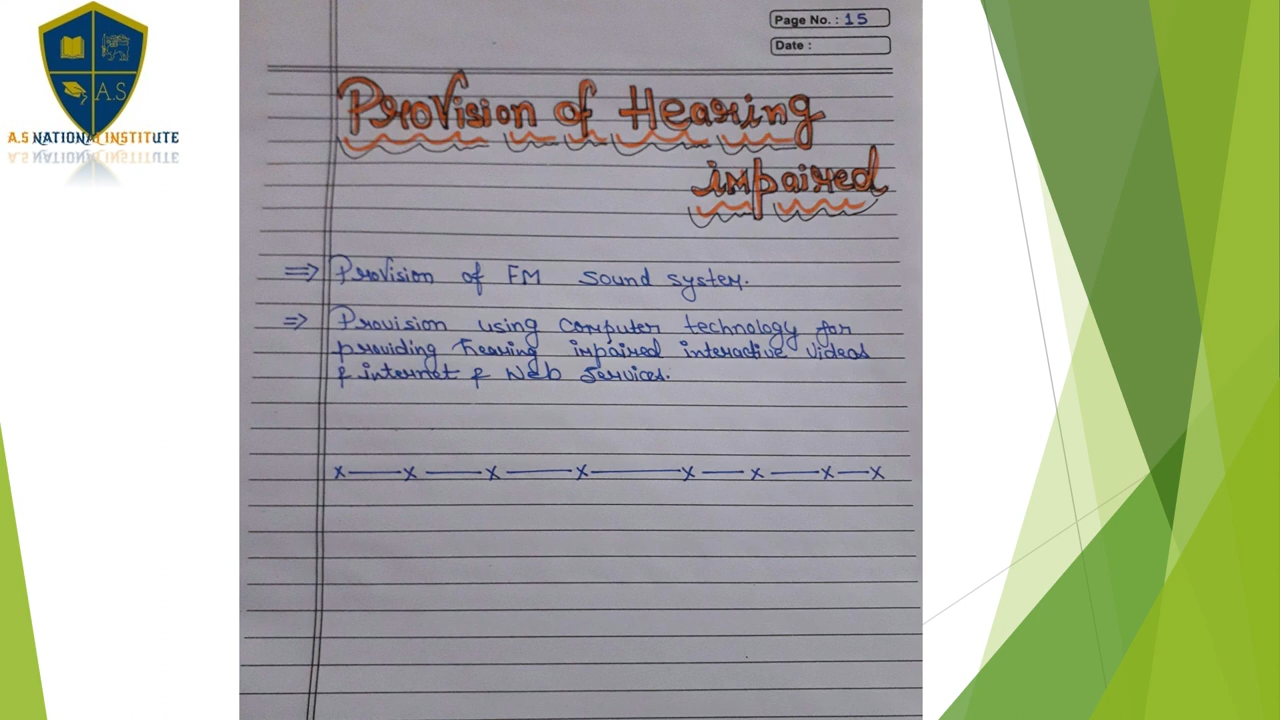 A.S
A.S NATIONAL INSTITUTE
Page No. : 15
Date :
Provision of Hearing
impaired
⇒ Provision of FM sound system.
⇒ Provision using computer technology for
providing hearing impaired interactive videos
& internet & Web services.
x — x — x — x — x — x — x — x